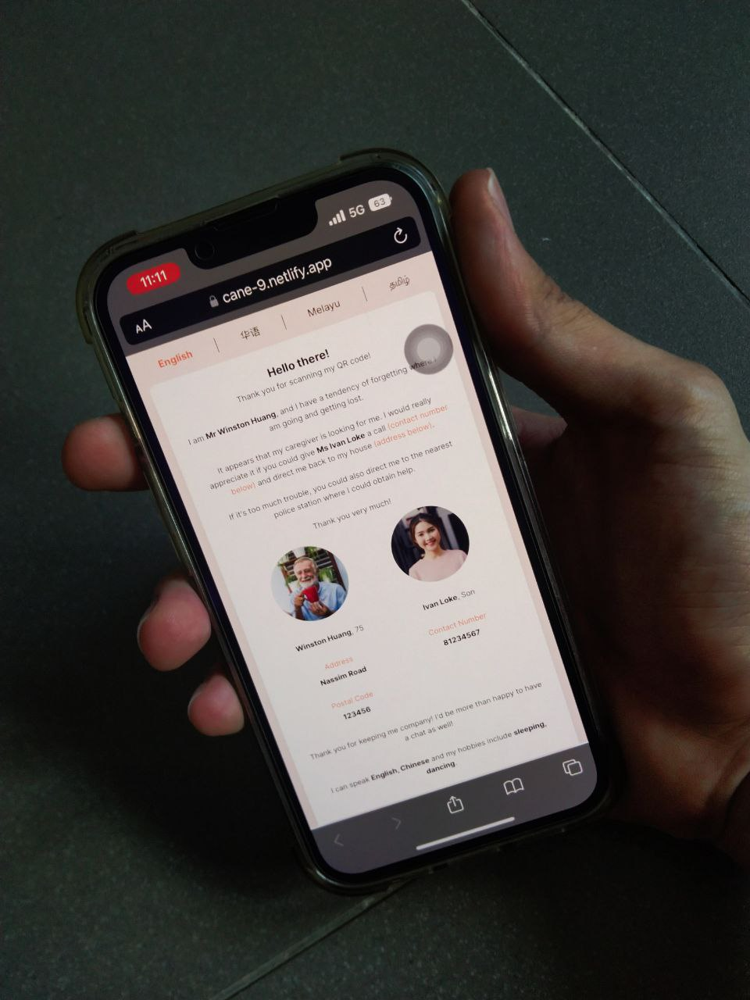 11:11
5G 63
AA
cane-9.netlify.app
English
华语
Melayu
தமிழ்
Hello there!
Thank you for scanning my QR code!
I am Mr Winston Huang, and I have a tendency of forgetting where I
am going and getting lost.
It appears that my caregiver is looking for me. I would really
appreciate it if you could give Ms Ivan Loke a call (contact number
below) and direct me back to my house (address below).
If it's too much trouble, you could also direct me to the nearest
police station where I could obtain help.
Thank you very much!
Winston Huang, 75
Address
Nassim Road
Postal Code
123456
Ivan Loke, Son
Contact Number
81234567
Thank you for keeping me company! I'd be more than happy to have
a chat as well!
I can speak English, Chinese and my hobbies include sleeping,
dancing.